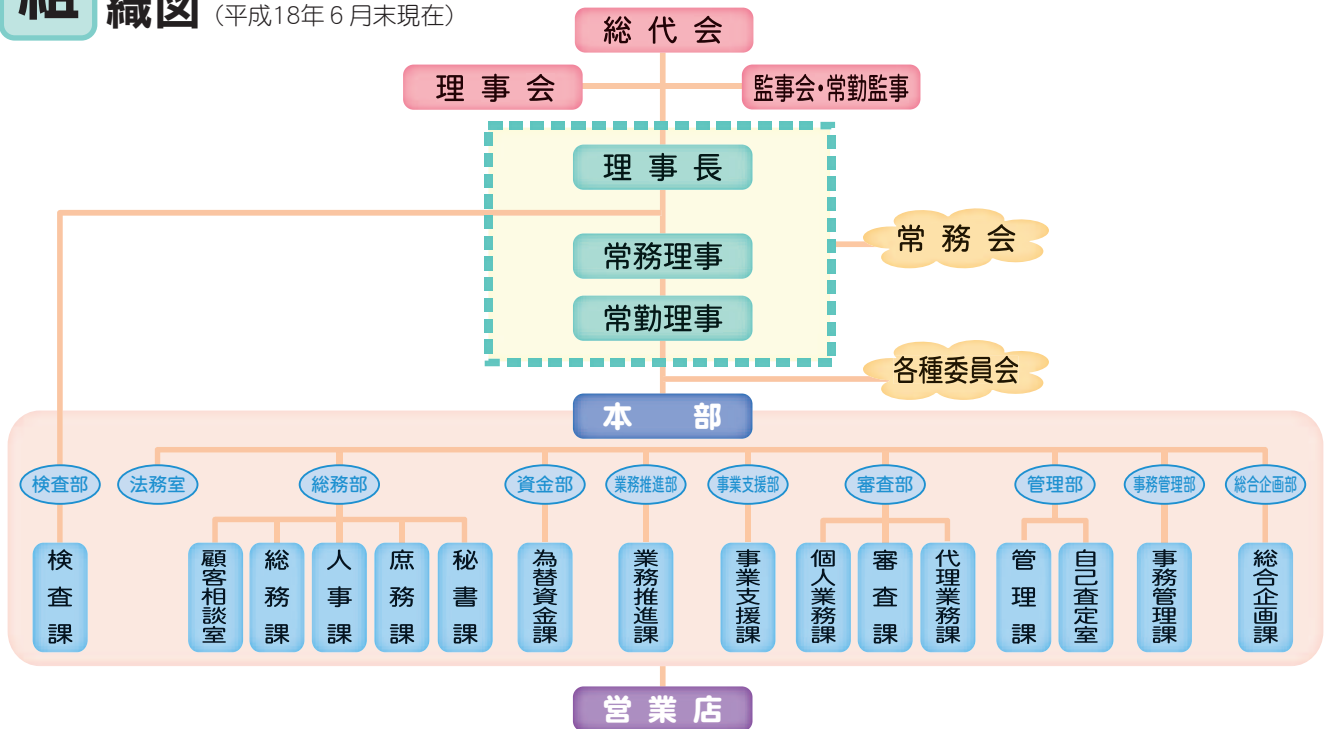 組織図（平成18年6月末現在）
総代会
理事会
監事会・常勤監事
理事長
常務理事
常勤理事
常務会
各種委員会
本部
検査部
法務室
総務部
資金部
業務推進部
事業支援部
審査部
管理部
事務管理部
総合企画部
検査課
顧客相談室
総務課
人事課
庶務課
秘書課
為替資金課
業務推進課
事業支援課
個人業務課
審査課
代理業務課
管理課
自己査定室
事務管理課
総合企画課
営業店